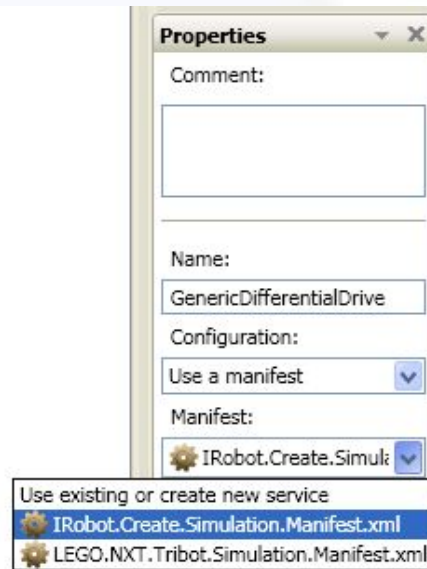 Properties
Comment:
Name:
GenericDifferentialDrive
Configuration:
Use a manifest
Manifest:
IRobot.Create.Simula
Use existing or create new service
IRobot.Create.Simulation.Manifest.xml
LEGO.NXT.Tribot.Simulation.Manifest.xml